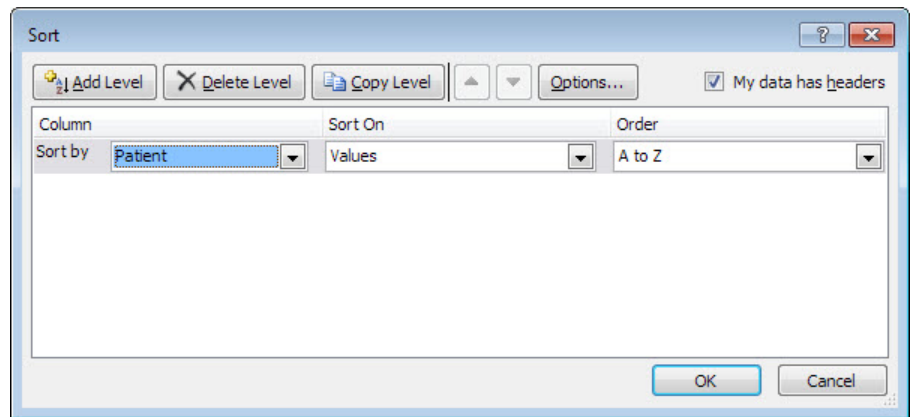 Sort
Add Level Delete Level Copy Level Options... My data has headers
Column Sort On Order
Sort by Patient Values A to Z
OK Cancel